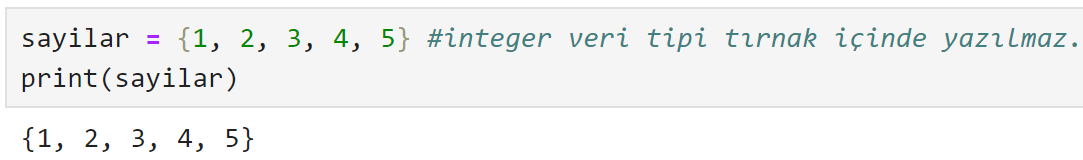 sayilar = {1, 2, 3, 4, 5} #integer veri tipi tırnak içinde yazılmaz.
print(sayilar)
{1, 2, 3, 4, 5}